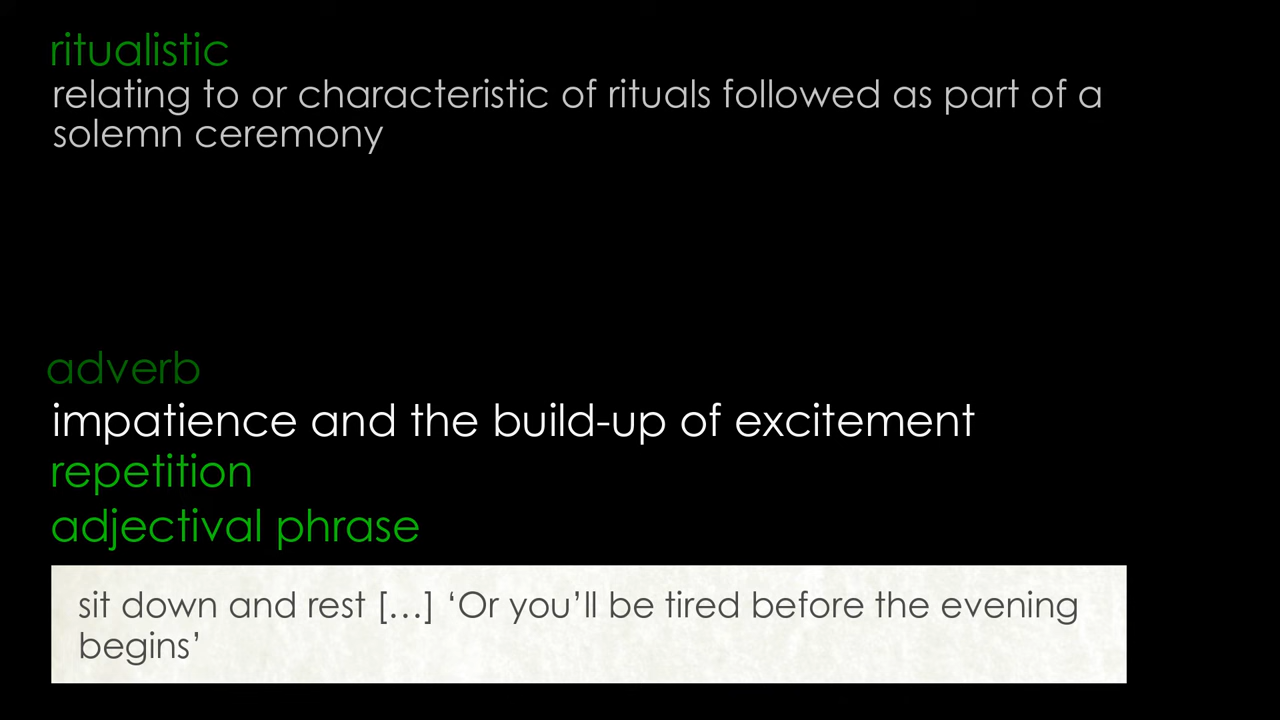 ritualistic
relating to or characteristic of rituals followed as part of a
solemn ceremony
adverb
impatience and the build-up of excitement
repetition
adjectival phrase
sit down and rest […] ‘Or you’ll be tired before the evening
begins’